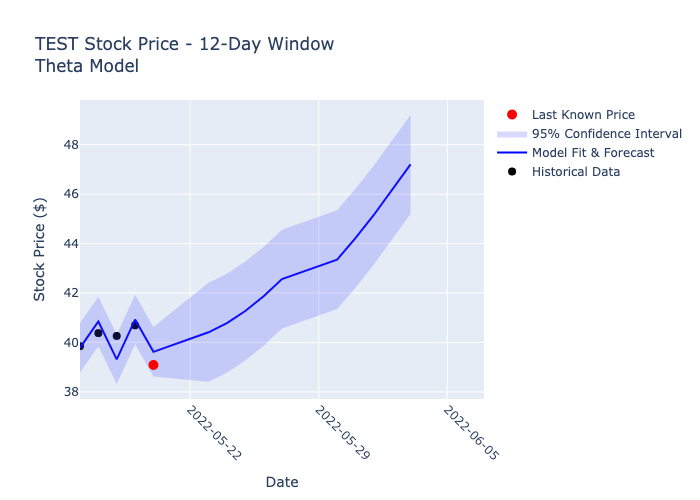 TEST Stock Price - 12-Day Window
Theta Model
Last Known Price
95% Confidence Interval
Model Fit & Forecast
Historical Data
Stock Price ($)
48
46
44
42
40
38
2022-05-22
2022-05-29
2022-06-05
Date